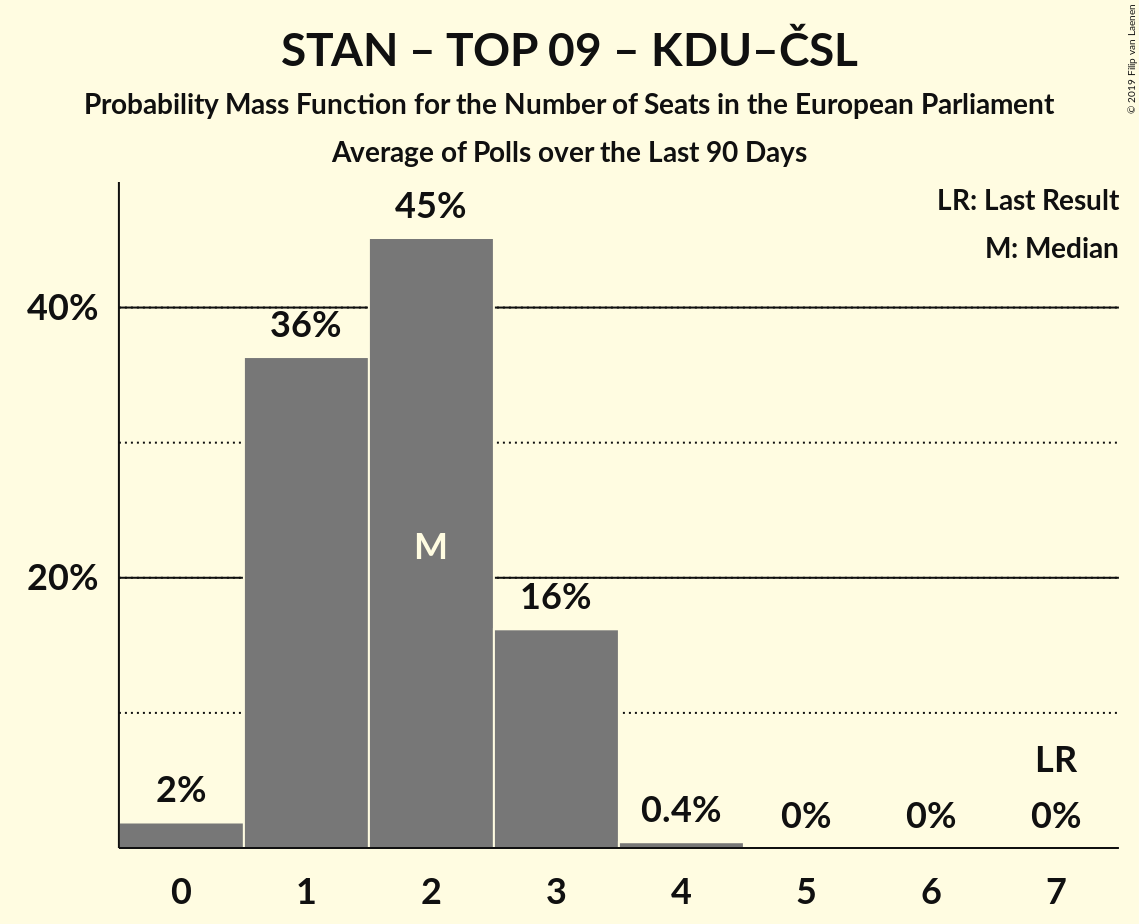 STAN – TOP 09 – KDU–ČSL
Probability Mass Function for the Number of Seats in the European Parliament
Average of Polls over the Last 90 Days
© 2019 Filip van Laenen
LR: Last Result
M: Median
45%
40%
36%
M
20%
16%
LR
2%
0.4%
0%
0%
0%
0 1 2 3 4 5 6 7